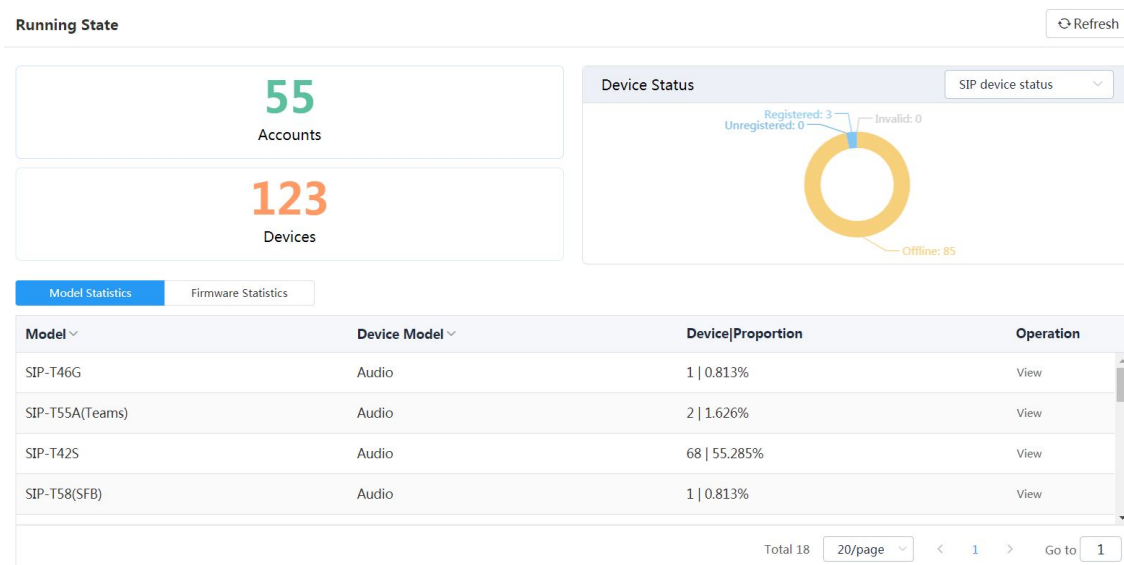 Running State
Refresh
55
Accounts
123
Devices
Device Status
SIP device status
Registered: 3
Unregistered: 0
Invalid: 0
Offline: 85
Model Statistics
Firmware Statistics
Model Device Model Device|Proportion Operation
SIP-T46G Audio 1 | 0.813% View
SIP-T55A(Teams) Audio 2 | 1.626% View
SIP-T42S Audio 68 | 55.285% View
SIP-T58(SFB) Audio 1 | 0.813% View
Total 18 20/page < 1 > Go to 1